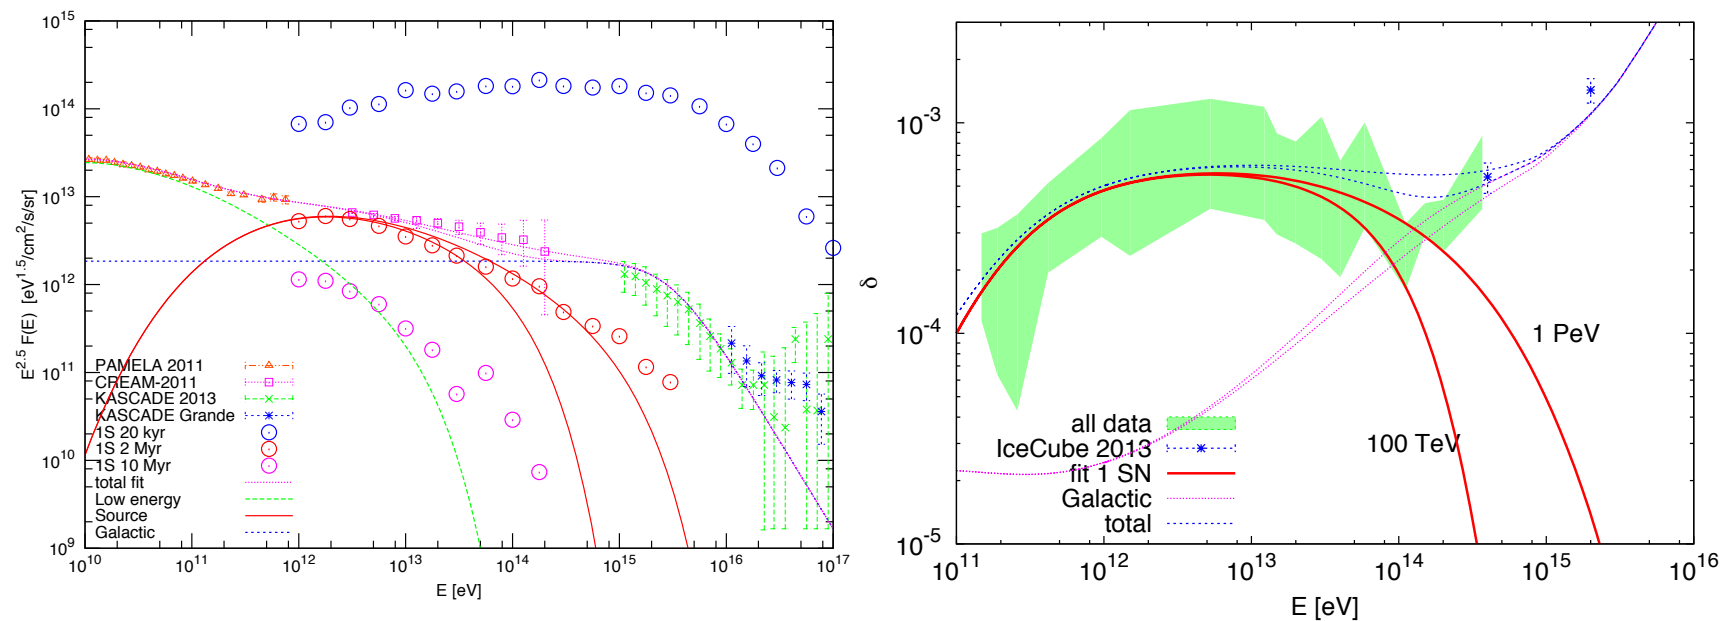 10^15
10^14
10^13
10^12
10^11
10^10
10^9
E^2.5 F(E) [eV^1.5/cm^2/s/sr]
PAMELA 2011
CREAM-2011
KASCADE 2013
KASCADE Grande
1S 20 kyr
1S 2 Myr
1S 10 Myr
total fit
Low energy
Source
Galactic
10^10 10^11 10^12 10^13 10^14 10^15 10^16 10^17
E [eV]
10^-3
10^-4
10^-5
δ
1 PeV
100 TeV
all data
IceCube 2013
fit 1 SN
Galactic
total
10^11 10^12 10^13 10^14 10^15 10^16
E [eV]